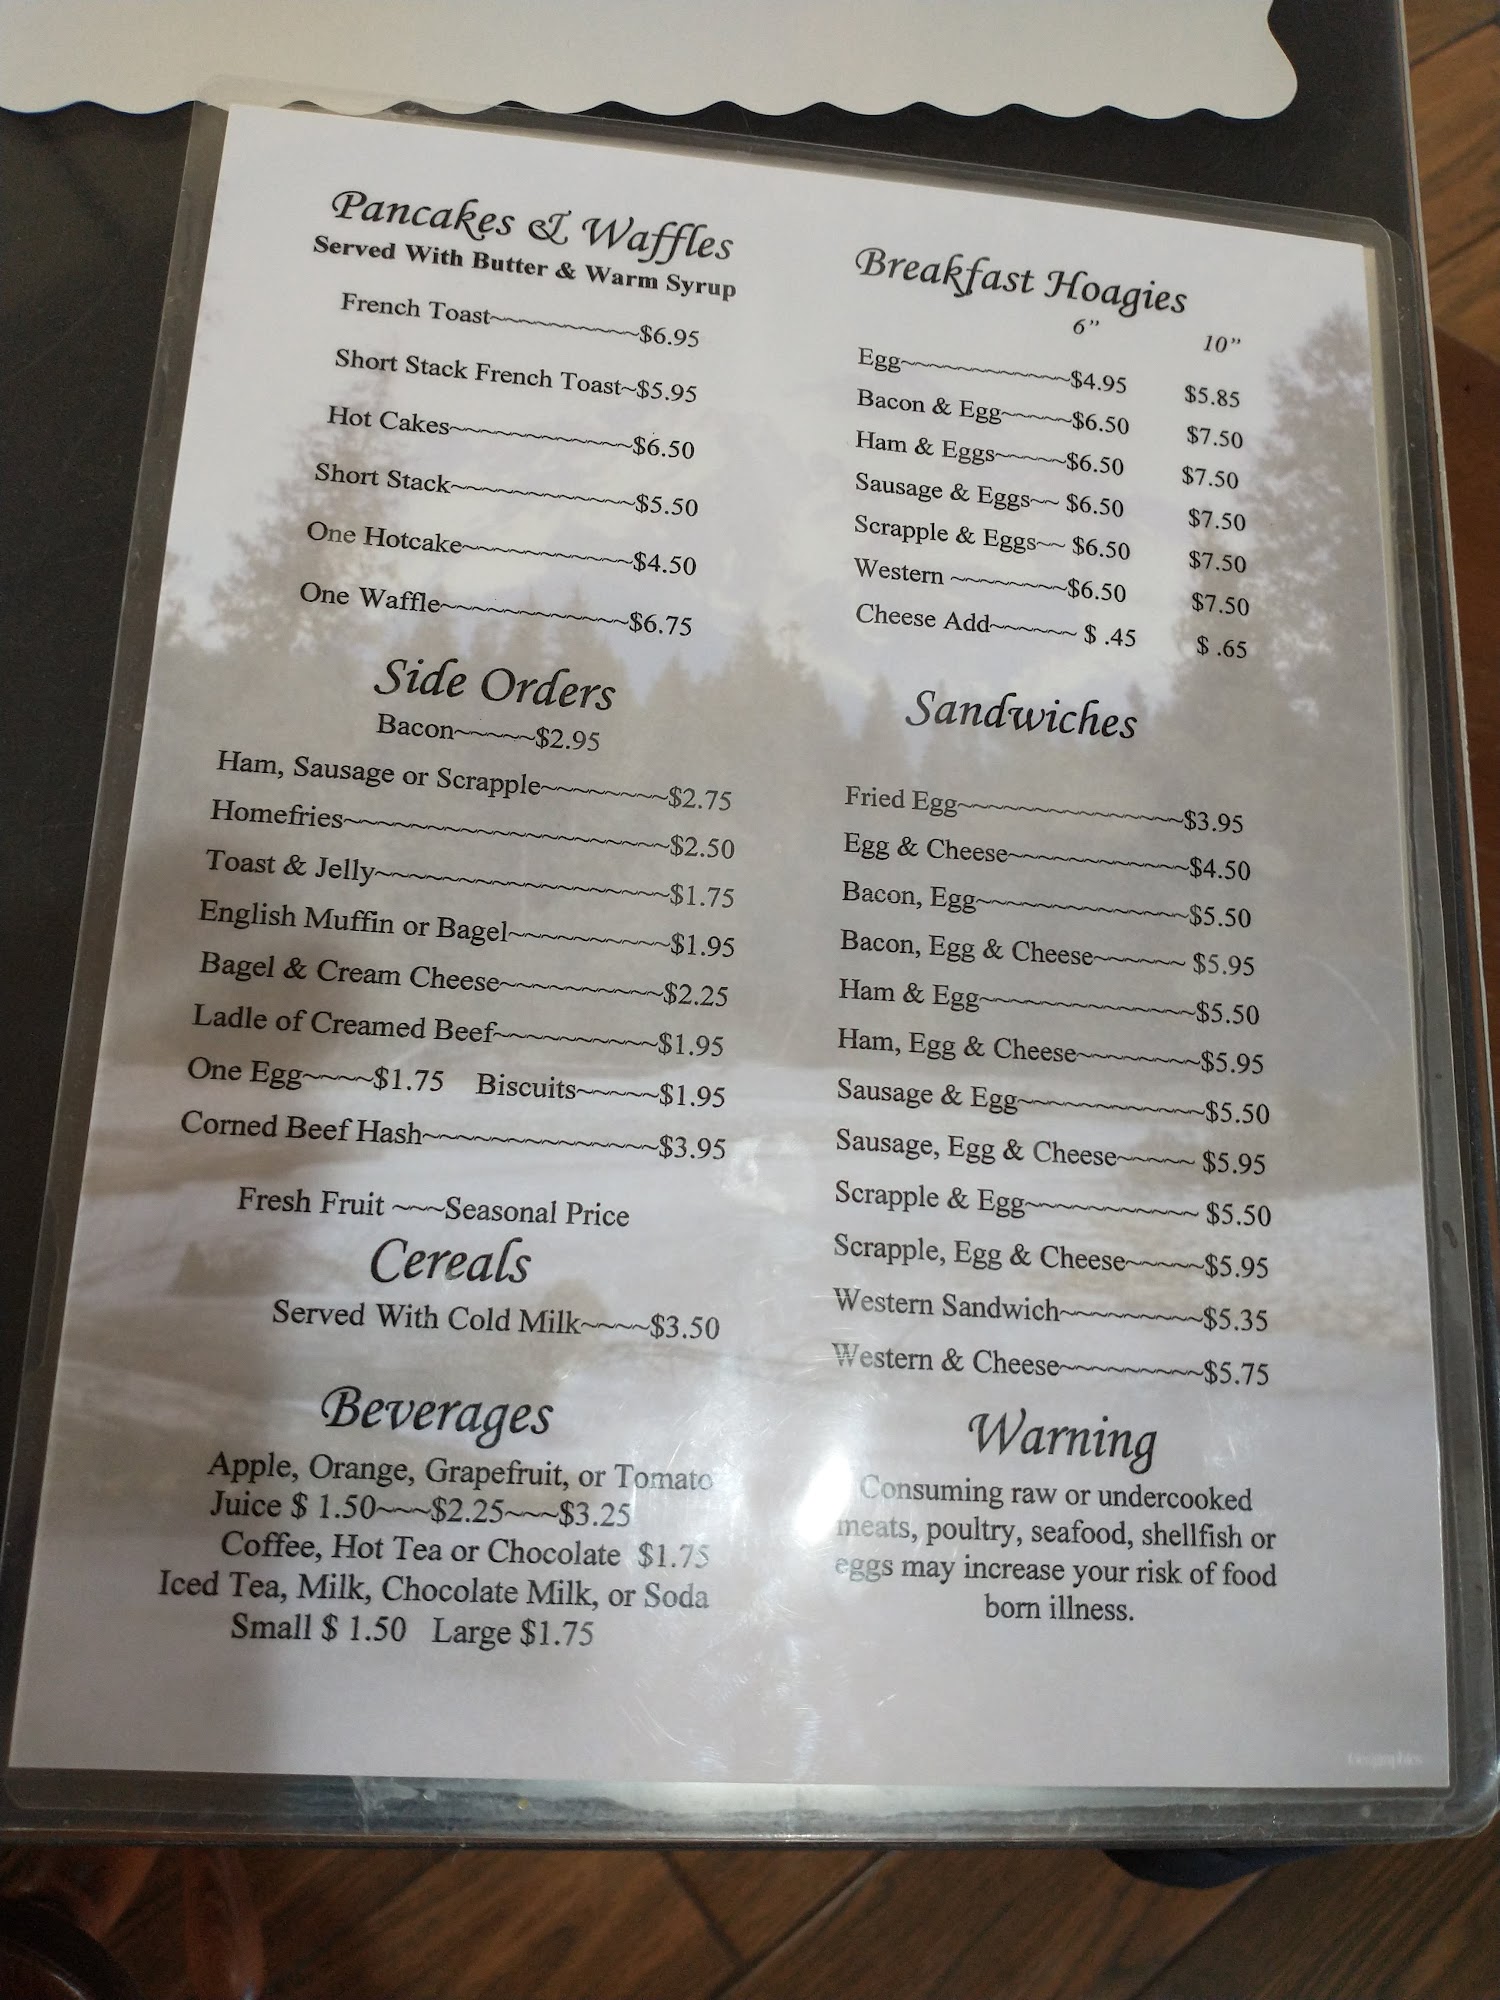 Pancakes & Waffles
Served With Butter & Warm Syrup
French Toast~~~~~~~~~~~$6.95
Short Stack French Toast~$5.95
Hot Cakes~~~~~~~~~~~~~$6.50
Short Stack~~~~~~~~~~~~~$5.50
One Hotcake~~~~~~~~~~~~$4.50
One Waffle~~~~~~~~~~~~~$6.75
Side Orders
Bacon~~~~~$2.95
Ham, Sausage or Scrapple~~~~~~~~$2.75
Homefries~~~~~~~~~~~~~~~~~~~~$2.50
Toast & Jelly~~~~~~~~~~~~~~~~~~$1.75
English Muffin or Bagel~~~~~~~~~~$1.95
Bagel & Cream Cheese~~~~~~~~~~$2.25
Ladle of Creamed Beef~~~~~~~~~~$1.95
One Egg~~~~$1.75 Biscuits~~~~~$1.95
Corned Beef Hash~~~~~~~~~~~~~~$3.95
Fresh Fruit ~~~Seasonal Price
Cereals
Served With Cold Milk~~~~$3.50
Beverages
Apple, Orange, Grapefruit, or Tomato
Juice $ 1.50~~~$2.25~~~$3.25
Coffee, Hot Tea or Chocolate $1.75
Iced Tea, Milk, Chocolate Milk, or Soda
Small $ 1.50 Large $1.75
Breakfast Hoagies
6” 10”
Egg~~~~~~~~~~~~$4.95 $5.85
Bacon & Egg~~~~~$6.50 $7.50
Ham & Eggs~~~~~$6.50 $7.50
Sausage & Eggs~~ $6.50 $7.50
Scrapple & Eggs~~ $6.50 $7.50
Western ~~~~~~~~$6.50 $7.50
Cheese Add~~~~~~ $ .45 $ .65
Sandwiches
Fried Egg~~~~~~~~~~~~~~~~$3.95
Egg & Cheese~~~~~~~~~~~~~$4.50
Bacon, Egg~~~~~~~~~~~~~~~$5.50
Bacon, Egg & Cheese~~~~~~ $5.95
Ham & Egg~~~~~~~~~~~~~~~$5.50
Ham, Egg & Cheese~~~~~~~~$5.95
Sausage & Egg~~~~~~~~~~~~~$5.50
Sausage, Egg & Cheese~~~~~ $5.95
Scrapple & Egg~~~~~~~~~~~~ $5.50
Scrapple, Egg & Cheese~~~~~$5.95
Western Sandwich~~~~~~~~~~$5.35
Western & Cheese~~~~~~~~~~$5.75
Warning
Consuming raw or undercooked
meats, poultry, seafood, shellfish or
eggs may increase your risk of food
born illness.